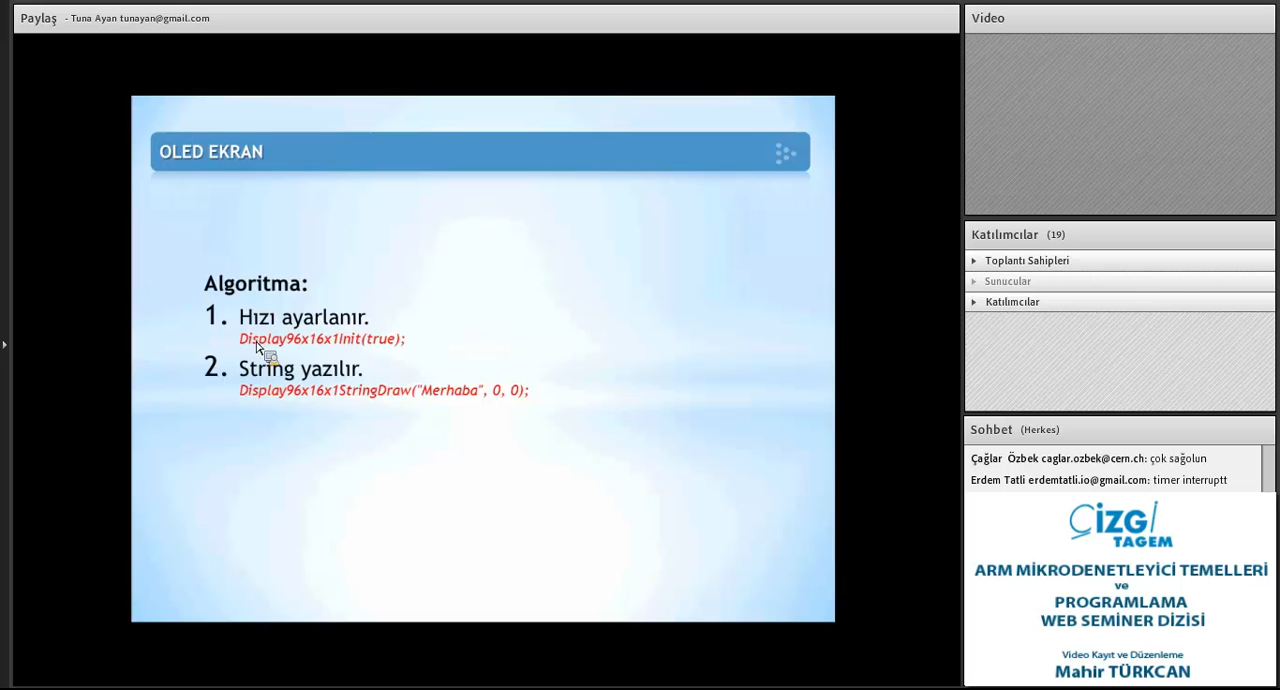 Paylaş - Tuna Ayan tunayan@gmail.com
OLED EKRAN
Algoritma:
1. Hızı ayarlanır.
Display96x16x1Init(true);
2. String yazılır.
Display96x16x1StringDraw("Merhaba", 0, 0);
Video
Katılımcılar (19)
Toplantı Sahipleri
Sunucular
Katılımcılar
Sohbet (Herkes)
Çağlar Özbek caglar.ozbek@cern.ch: çok sağolun
Erdem Tatli erdemtatli.io@gmail.com: timer interruptt
ÇİZGİ
TAGEM
ARM MİKRODENETLEYİCİ TEMELLERİ
ve
PROGRAMLAMA
WEB SEMİNER DİZİSİ
Video Kayıt ve Düzenleme
Mahir TÜRKCAN